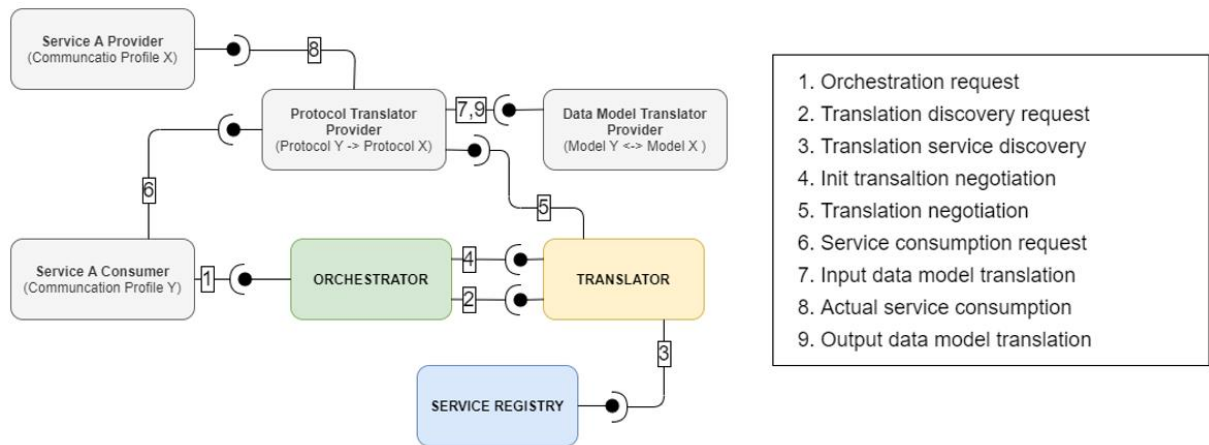 Service A Provider
(Communcatio Profile X)
8
Protocol Translator
Provider
(Protocol Y -> Protocol X)
7,9
Data Model Translator
Provider
(Model Y <-> Model X )
6
5
Service A Consumer
(Communcation Profile Y)
1
ORCHESTRATOR
4
2
TRANSLATOR
3
SERVICE REGISTRY
1. Orchestration request
2. Translation discovery request
3. Translation service discovery
4. Init transaltion negotiation
5. Translation negotiation
6. Service consumption request
7. Input data model translation
8. Actual service consumption
9. Output data model translation